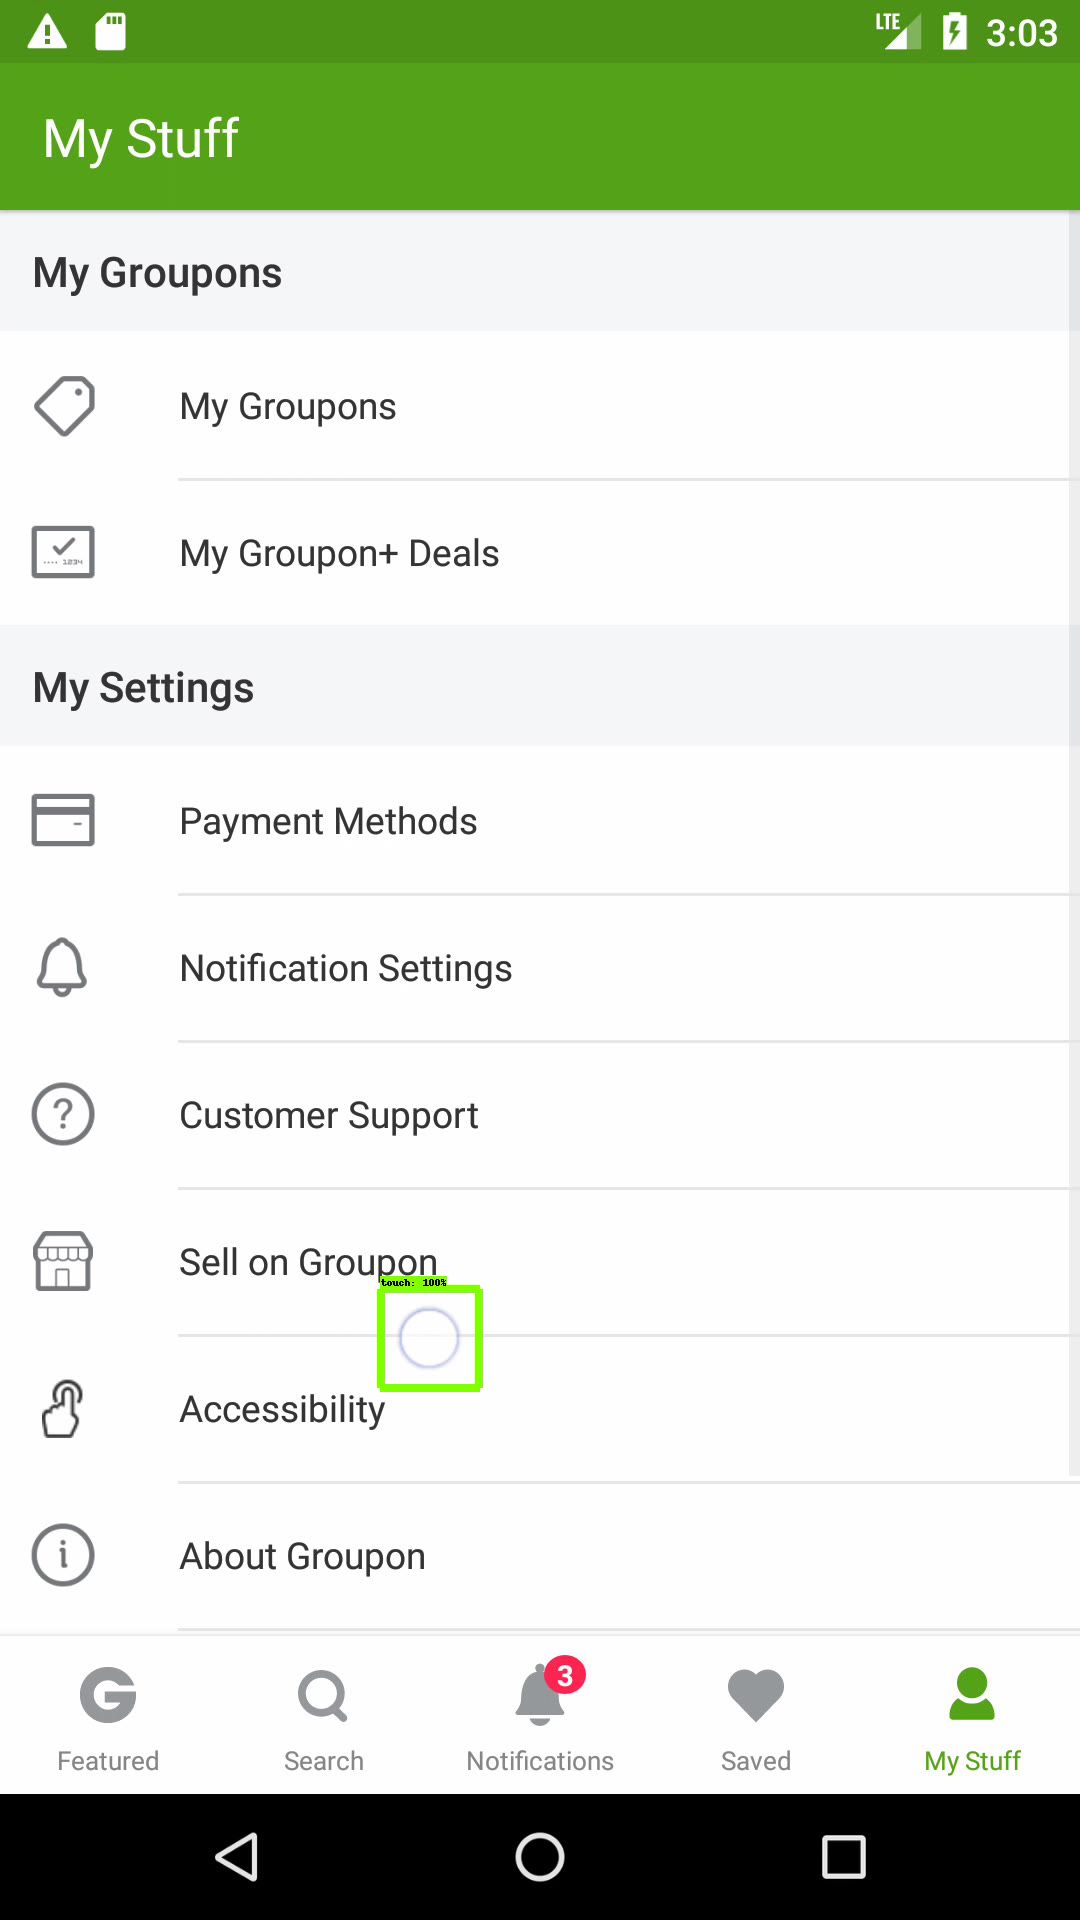 LTE 3:03
My Stuff
My Groupons
My Groupons
1234
My Groupon+ Deals
My Settings
Payment Methods
Notification Settings
? Customer Support
Sell on Groupon
touch: 100%
Accessibility
i About Groupon
G 3
Featured Search Notifications Saved My Stuff